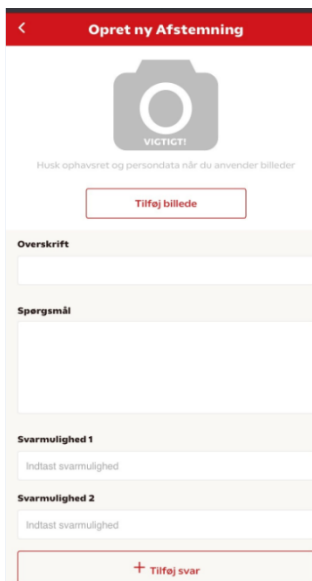 Opret ny Afstemning
VIGTIGT!
Husk ophavsret og persondata når du anvender billeder
Tilføj billede
Overskrift
Spørgsmål
Svarmulighed 1
Indtast svarmulighed
Svarmulighed 2
Indtast svarmulighed
+ Tilføj svar